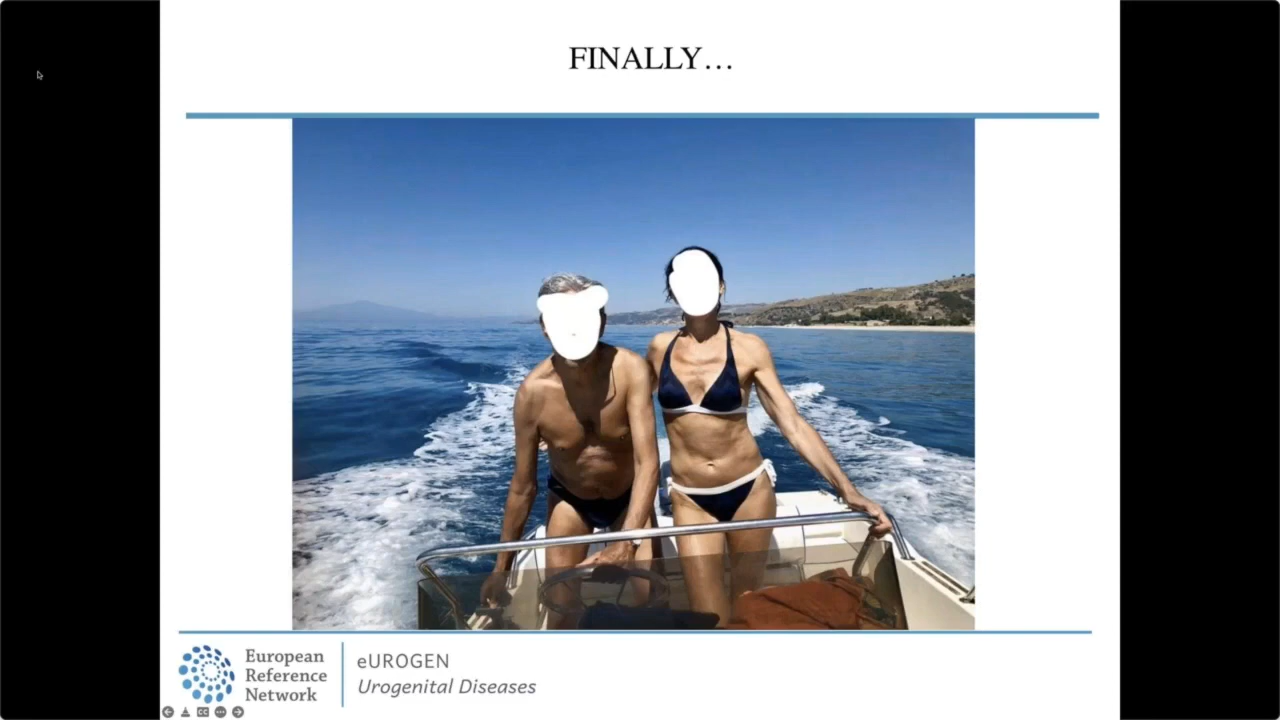 FINALLY…
European
Reference
Network
eUROGEN
Urogenital Diseases